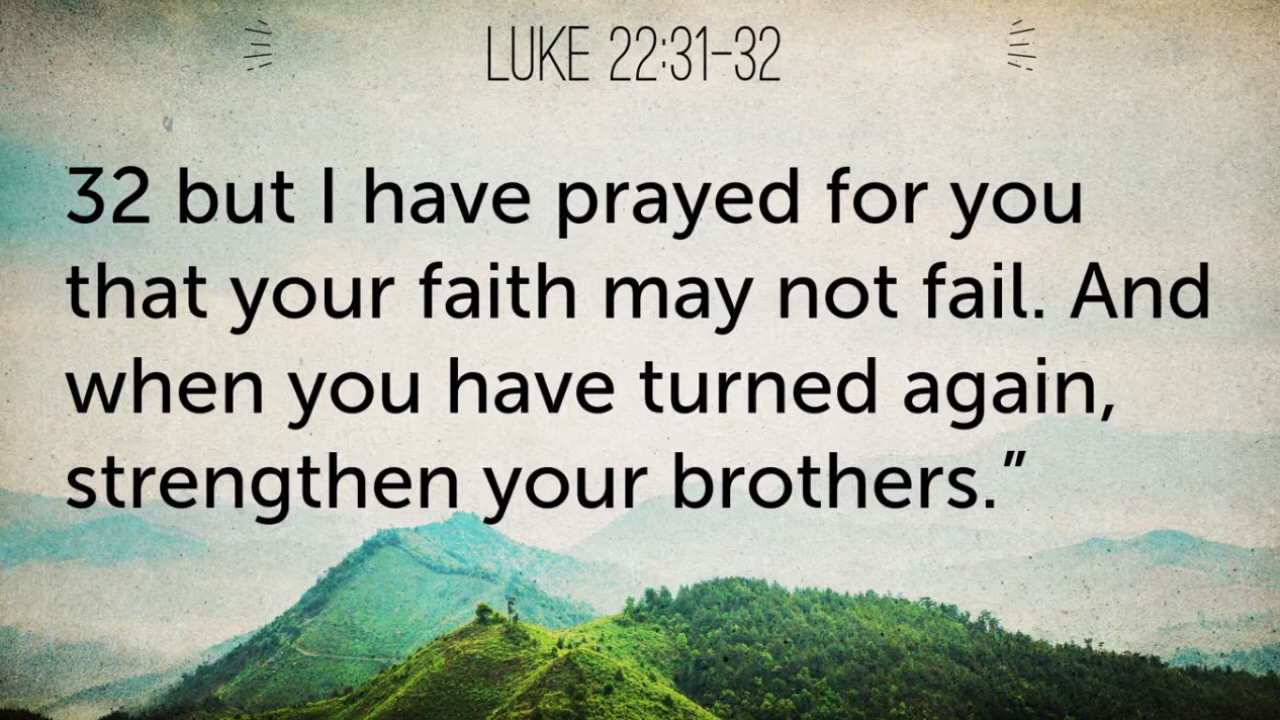 LUKE 22:31-32
32 but I have prayed for you
that your faith may not fail. And
when you have turned again,
strengthen your brothers.”